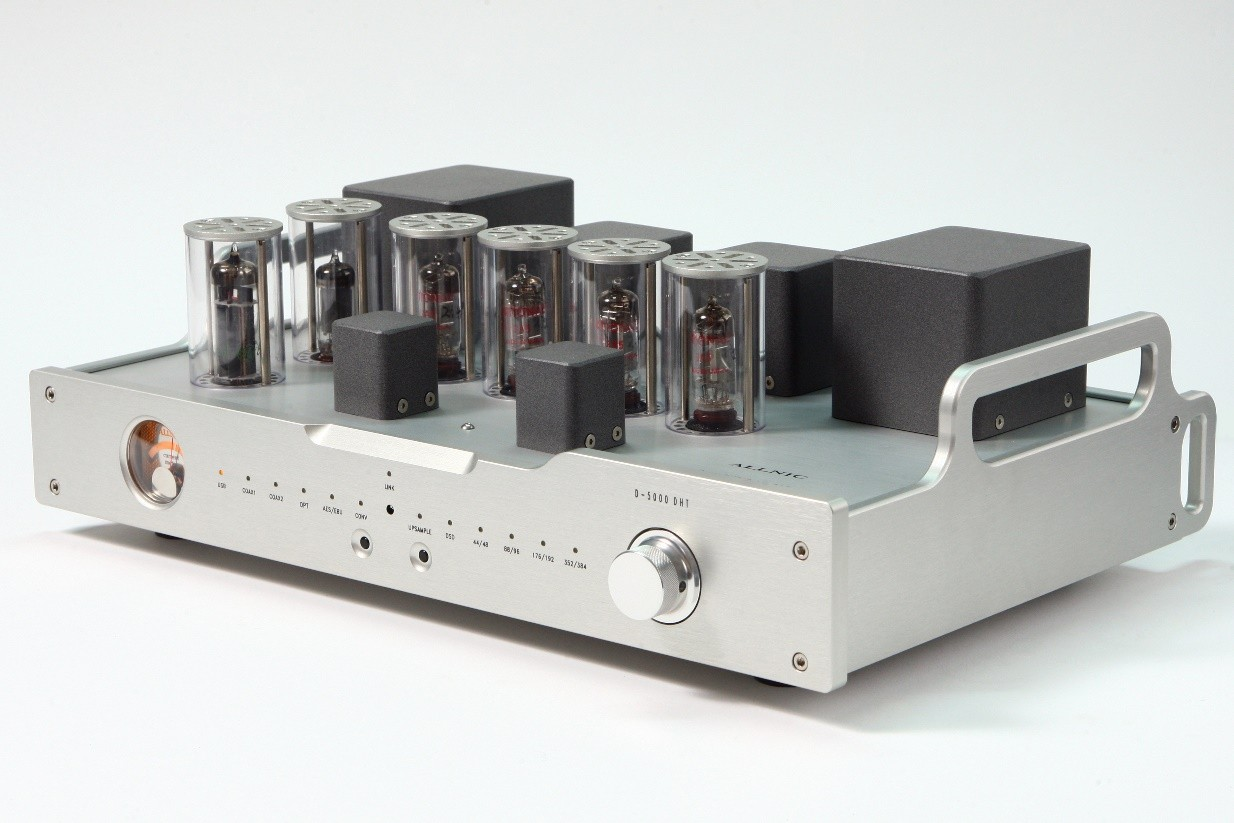 ALLNIC
D-5000 DHT
LINK
USB
COAX1
COAX2
OPT
AES/EBU
CONV
UPSAMPLE
DSD
44/48
88/96
176/192
352/384